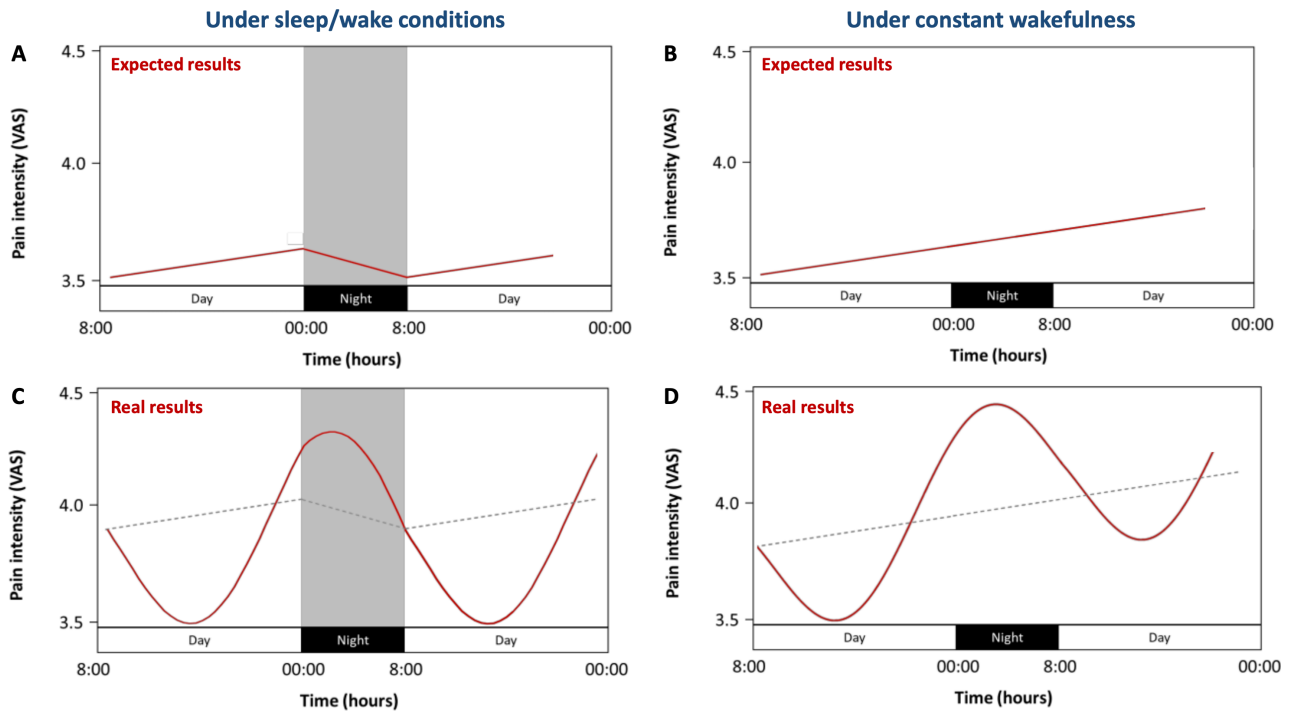 Under sleep/wake conditions
Under constant wakefulness
A
Expected results
Pain intensity (VAS)
4.5
4.0
3.5
Day
Night
Day
8:00
00:00
8:00
00:00
Time (hours)
B
Expected results
Pain intensity (VAS)
4.5
4.0
3.5
Day
Night
Day
8:00
00:00
8:00
00:00
Time (hours)
C
Real results
Pain intensity (VAS)
4.5
4.0
3.5
Day
Night
Day
8:00
00:00
8:00
00:00
Time (hours)
D
Real results
Pain intensity (VAS)
4.5
4.0
3.5
Day
Night
Day
8:00
00:00
8:00
00:00
Time (hours)